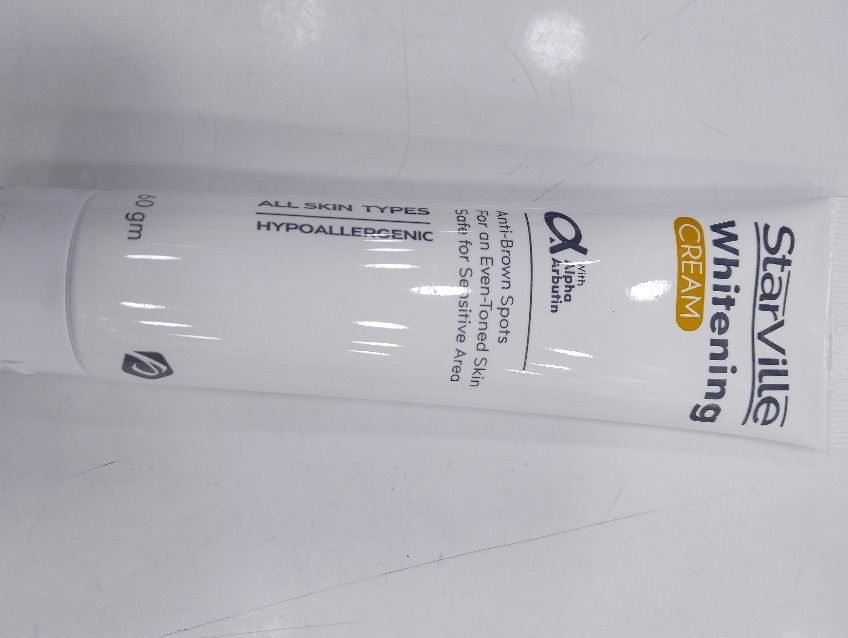 Starville
Whitening
CREAM
α
With
Alpha
Arbutin
Anti-Brown Spots
For an Even-Toned Skin
Safe for Sensitive Area
ALL SKIN TYPES
HYPOALLERGENIC
60 gm